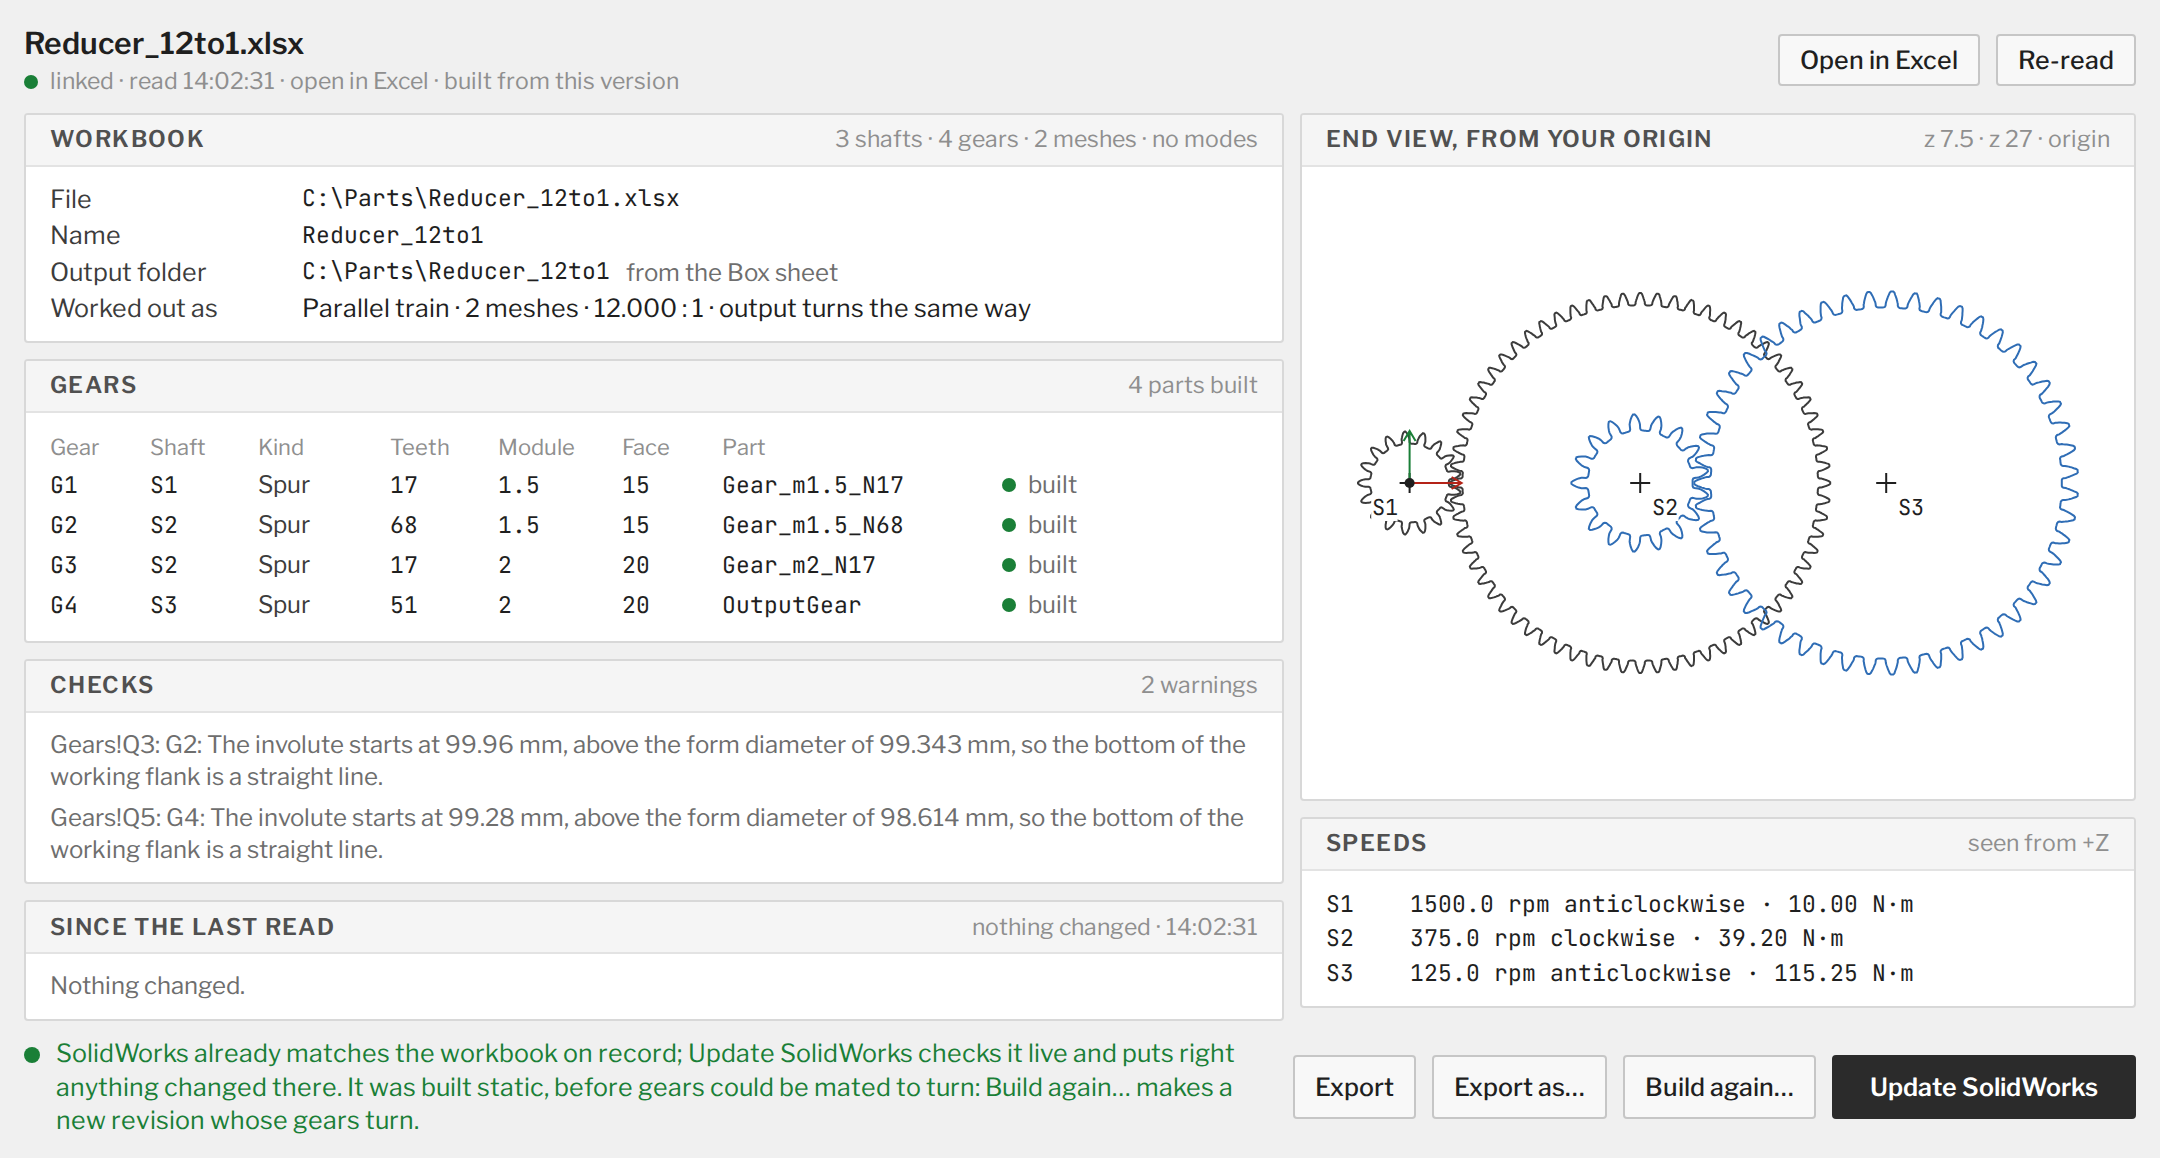 Reducer_12to1.xlsx
linked · read 14:02:31 · open in Excel · built from this version
Open in Excel
Re-read
WORKBOOK
3 shafts · 4 gears · 2 meshes · no modes
File C:\Parts\Reducer_12to1.xlsx
Name Reducer_12to1
Output folder C:\Parts\Reducer_12to1 from the Box sheet
Worked out as Parallel train · 2 meshes · 12.000 : 1 · output turns the same way
GEARS
4 parts built
Gear Shaft Kind Teeth Module Face Part
G1 S1 Spur 17 1.5 15 Gear_m1.5_N17 built
G2 S2 Spur 68 1.5 15 Gear_m1.5_N68 built
G3 S2 Spur 17 2 20 Gear_m2_N17 built
G4 S3 Spur 51 2 20 OutputGear built
CHECKS
2 warnings
Gears!Q3: G2: The involute starts at 99.96 mm, above the form diameter of 99.343 mm, so the bottom of the
working flank is a straight line.
Gears!Q5: G4: The involute starts at 99.28 mm, above the form diameter of 98.614 mm, so the bottom of the
working flank is a straight line.
SINCE THE LAST READ
nothing changed · 14:02:31
Nothing changed.
END VIEW, FROM YOUR ORIGIN
z 7.5 · z 27 · origin
S1
S2
S3
SPEEDS
seen from +Z
S1 1500.0 rpm anticlockwise · 10.00 N·m
S2 375.0 rpm clockwise · 39.20 N·m
S3 125.0 rpm anticlockwise · 115.25 N·m
SolidWorks already matches the workbook on record; Update SolidWorks checks it live and puts right
anything changed there. It was built static, before gears could be mated to turn: Build again… makes a
new revision whose gears turn.
Export
Export as…
Build again…
Update SolidWorks